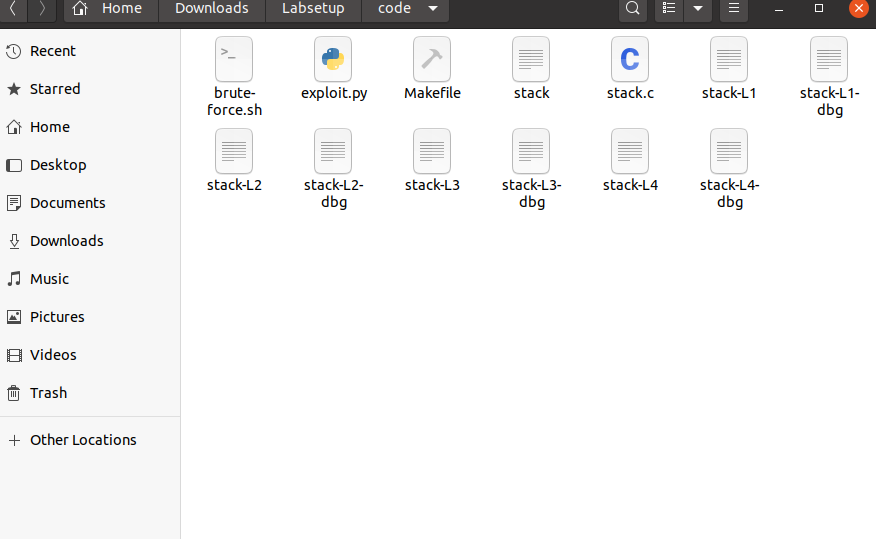 Home Downloads Labsetup code
Recent
Starred
Home
Desktop
Documents
Downloads
Music
Pictures
Videos
Trash
Other Locations
>_ C
brute- exploit.py Makefile stack stack.c stack-L1 stack-L1-
force.sh dbg
stack-L2 stack-L2- stack-L3 stack-L3- stack-L4 stack-L4-
dbg dbg dbg